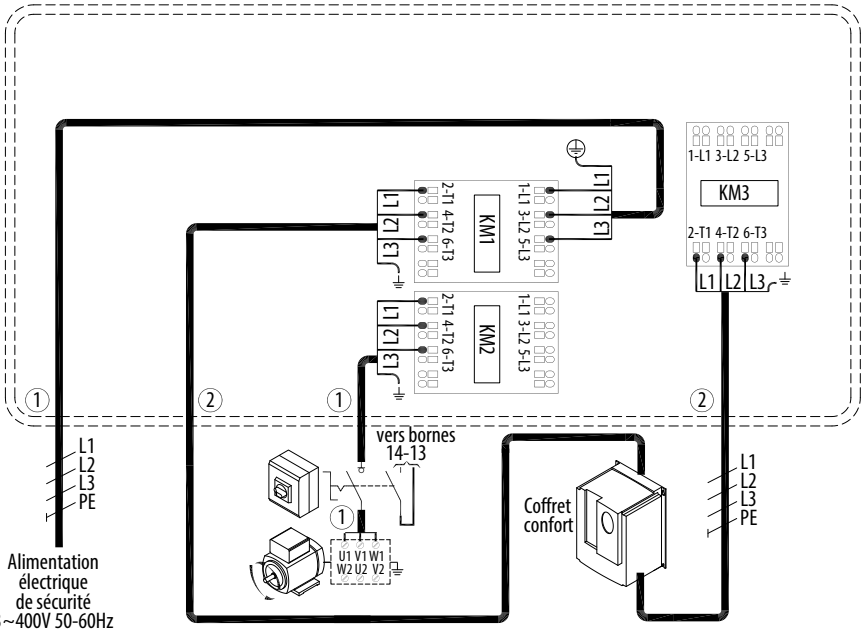 1-L1 3-L2 5-L3
KM3
2-T1 4-T2 6-T3
L1 L2 L3
L1
L2
L3
2-T1 4-T2 6-T3
KM1
1-L1 3-L2 5-L3
L1
L2
L3
L1
L2
L3
2-T1 4-T2 6-T3
KM2
1-L1 3-L2 5-L3
1
2
1
2
L1
L2
L3
PE
vers bornes
14-13
1
U1 V1 W1
W2 U2 V2
Coffret
confort
L1
L2
L3
PE
Alimentation
électrique
de sécurité
~400V 50-60Hz